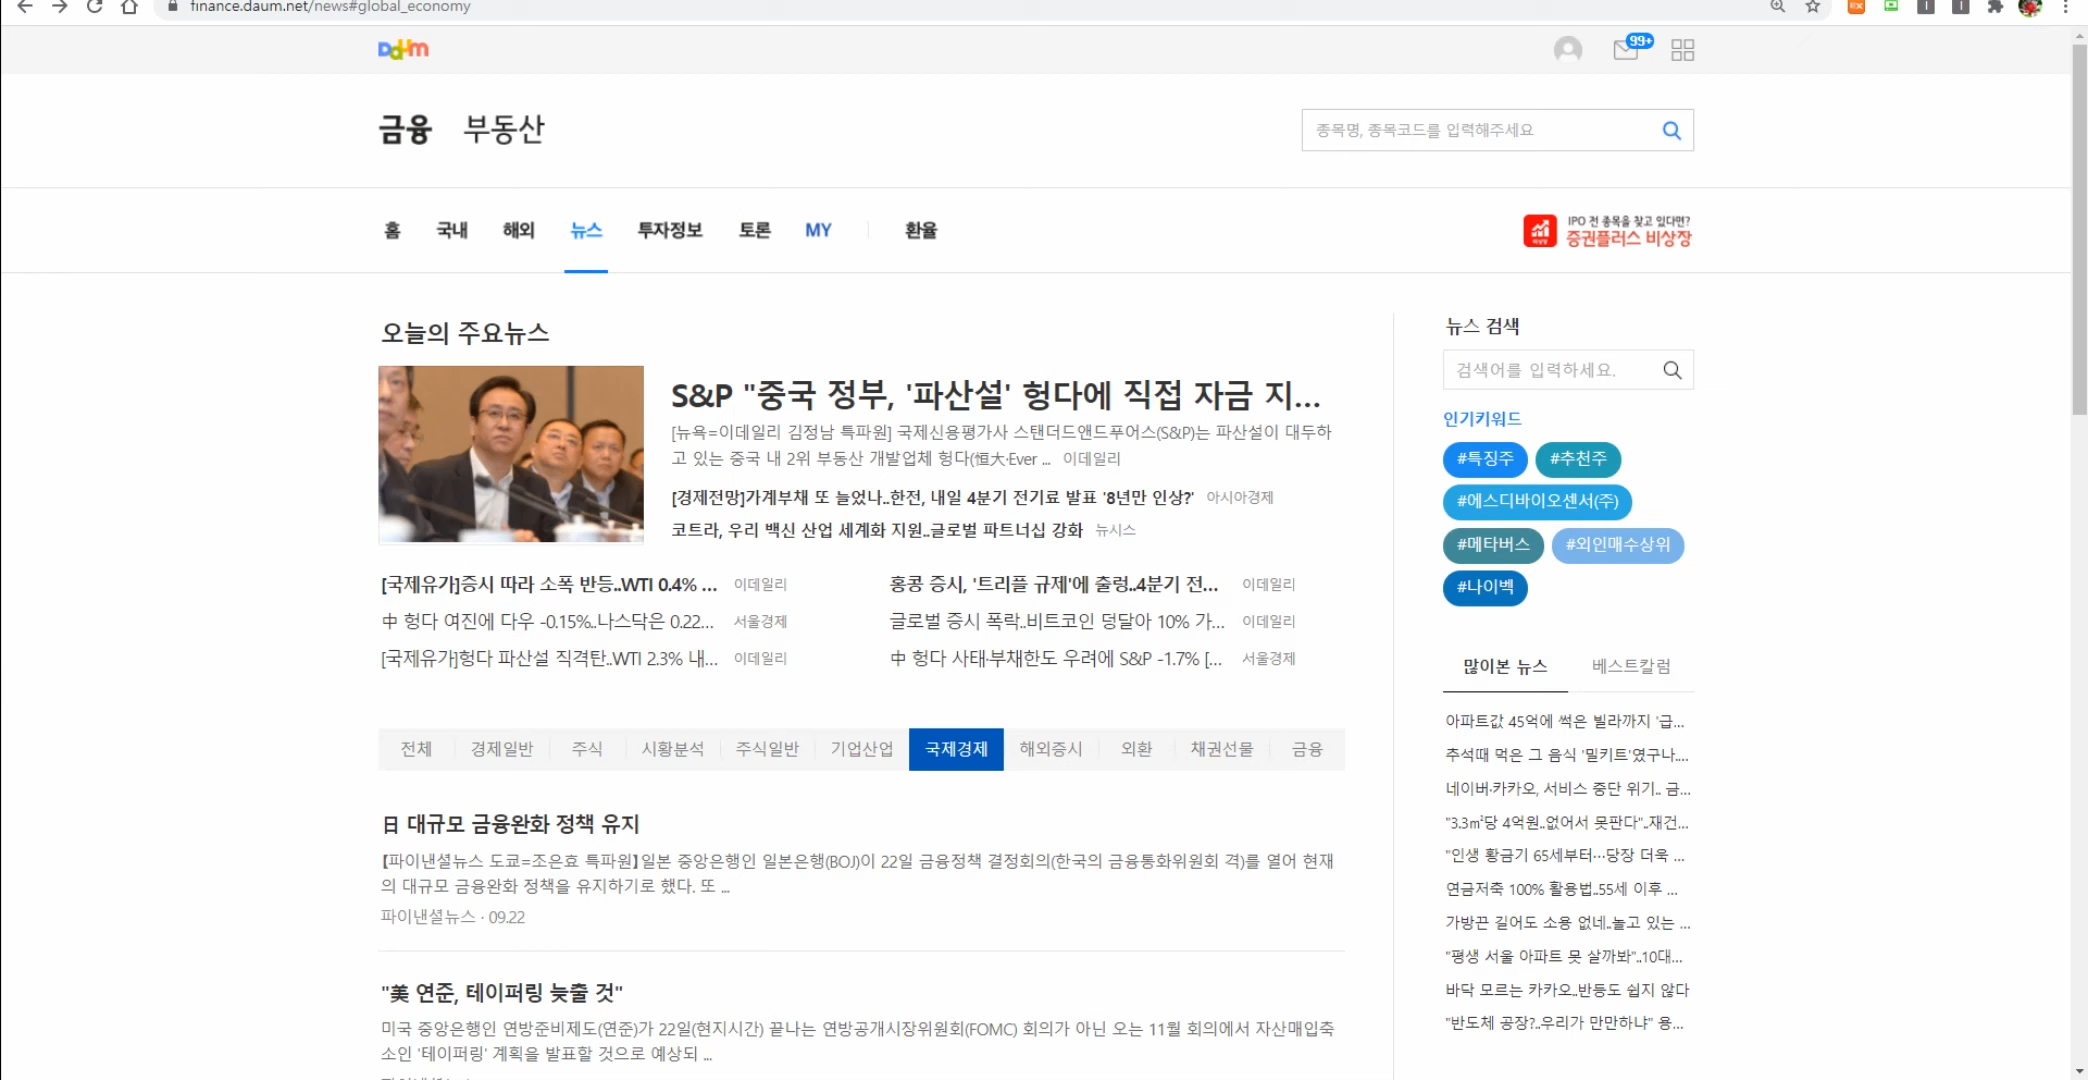 finance.daum.net/news#global_economy
Daum
99+
금융 부동산
종목명, 종목코드를 입력해주세요
홈 국내 해외 뉴스 투자정보 토론 MY 환율
IPO 전 종목을 찾고 있다면?
증권플러스 비상장
오늘의 주요뉴스
S&P "중국 정부, '파산설' 헝다에 직접 자금 지...
[뉴욕=이데일리 김정남 특파원] 국제신용평가사 스탠더드앤드푸어스(S&P)는 파산설이 대두하
고 있는 중국 내 2위 부동산 개발업체 헝다(恒大·Ever ... 이데일리
[경제전망]가계부채 또 늘었나..한전, 내일 4분기 전기료 발표 '8년만 인상?' 아시아경제
코트라, 우리 백신 산업 세계화 지원..글로벌 파트너십 강화 뉴시스
[국제유가]증시 따라 소폭 반등..WTI 0.4% ... 이데일리
홍콩 증시, '트리플 규제'에 출렁..4분기 전... 이데일리
中 헝다 여진에 다우 -0.15%..나스닥은 0.22... 서울경제
글로벌 증시 폭락..비트코인 덩달아 10% 가... 이데일리
[국제유가]헝다 파산설 직격탄..WTI 2.3% 내... 이데일리
中 헝다 사태·부채한도 우려에 S&P -1.7% [... 서울경제
전체 경제일반 주식 시황분석 주식일반 기업산업 국제경제 해외증시 외환 채권선물 금융
日 대규모 금융완화 정책 유지
【파이낸셜뉴스 도쿄=조은효 특파원】일본 중앙은행인 일본은행(BOJ)이 22일 금융정책 결정회의(한국의 금융통화위원회 격)를 열어 현재
의 대규모 금융완화 정책을 유지하기로 했다. 또 ...
파이낸셜뉴스 · 09.22
"美 연준, 테이퍼링 늦출 것"
미국 중앙은행인 연방준비제도(연준)가 22일(현지시간) 끝나는 연방공개시장위원회(FOMC) 회의가 아닌 오는 11월 회의에서 자산매입축
소인 '테이퍼링' 계획을 발표할 것으로 예상되 ...
뉴스 검색
검색어를 입력하세요.
인기키워드
#특징주 #추천주
#에스디바이오센서(주)
#메타버스 #외인매수상위
#나이벡
많이본 뉴스 베스트칼럼
아파트값 45억에 썩은 빌라까지 '급...
추석때 먹은 그 음식 '밀키트'였구나....
네이버·카카오, 서비스 중단 위기.. 금...
"3.3㎡당 4억원..없어서 못판다"..재건...
"인생 황금기 65세부터…당장 더욱 ...
연금저축 100% 활용법..55세 이후 ...
가방끈 길어도 소용 없네..놀고 있는 ...
"평생 서울 아파트 못 살까봐"..10대...
바닥 모르는 카카오..반등도 쉽지 않다
"반도체 공장?..우리가 만만하냐" 용...